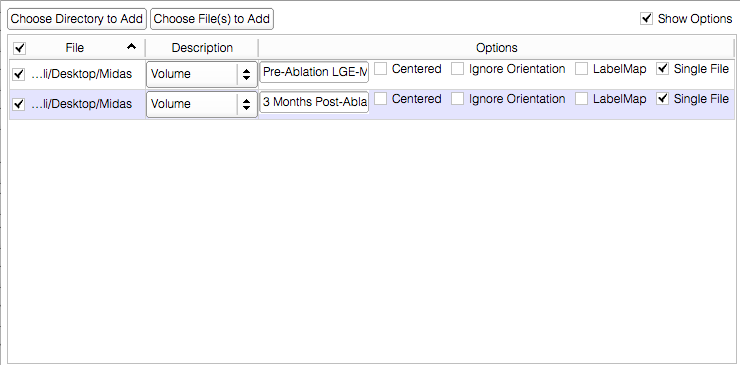 Choose Directory to Add Choose File(s) to Add Show Options
File Description Options
...li/Desktop/Midas Volume Pre-Ablation LGE-M Centered Ignore Orientation LabelMap Single File
...li/Desktop/Midas Volume 3 Months Post-Abla Centered Ignore Orientation LabelMap Single File